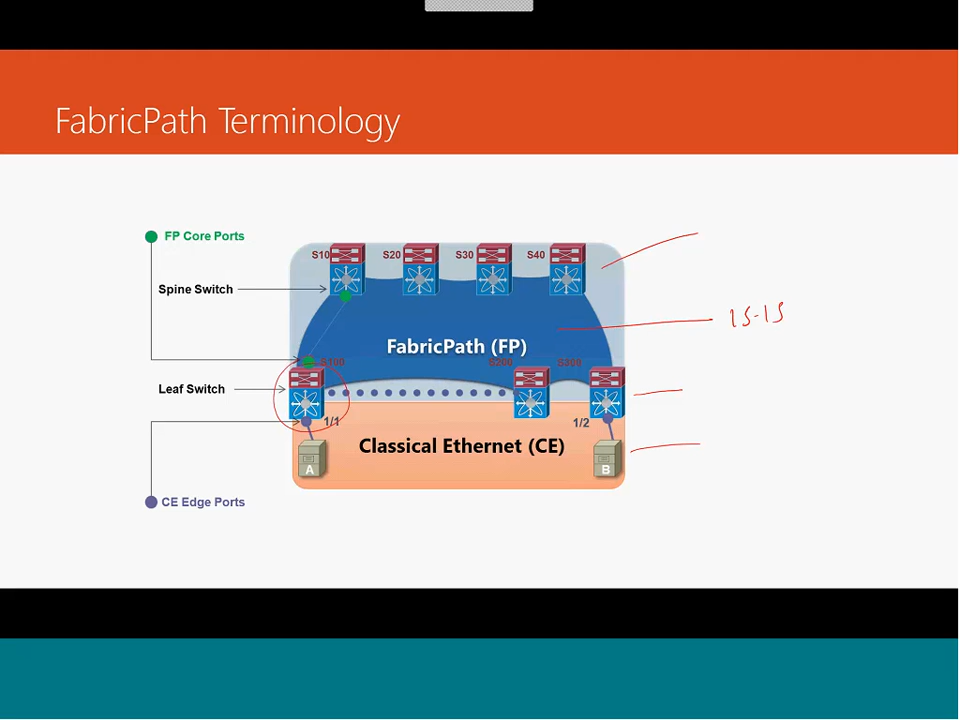 FabricPath Terminology
FP Core Ports
S10 S20 S30 S40
Spine Switch
IS-IS
FabricPath (FP)
S100 S200 S300
Leaf Switch
1/1 1/2
Classical Ethernet (CE)
A B
CE Edge Ports